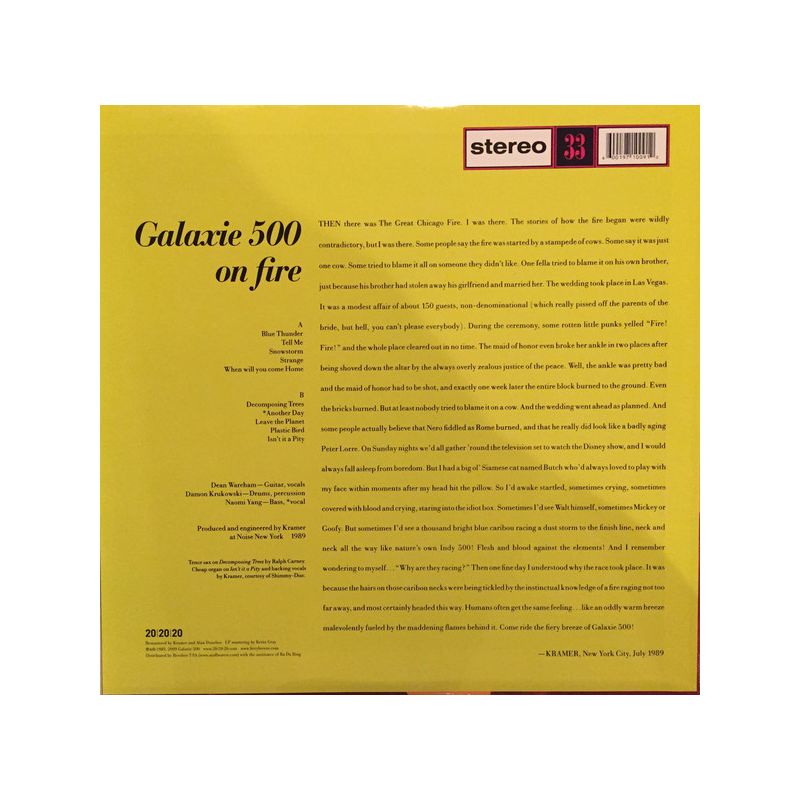 stereo
33
Galaxie 500
on fire
A
Blue Thunder
Tell Me
Snowstorm
Strange
When will you come Home
B
Decomposing Trees
*Another Day
Leave the Planet
Plastic Bird
Isn't it a Pity
Dean Wareham—Guitar, vocals
Damon Krukowski—Drums, percussion
Naomi Yang—Bass, *vocal
Produced and engineered by Kramer
at Noise New York 1989
Tenor sax on Decomposing Trees by Ralph Carney.
Cheap organ on Isn't it a Pity and backing vocals
by Kramer, courtesy of Shimmy-Disc.
20|20|20
Remastered by Kramer and Alan Douches LP mastering by Kevin Gray
1989, 2009 Galaxie 500 www.20-20-20.com
THEN there was The Great Chicago Fire. I was there. The stories of how the fire began were wildly
contradictory, but I was there. Some people say the fire was started by a stampede of cows. Some say it was just
one cow. Some tried to blame it all on someone they didn't like. One fella tried to blame it on his own brother,
just because his brother had stolen away his girlfriend and married her. The wedding took place in Las Vegas.
It was a modest affair of about 150 guests, non-denominational (which really pissed off the parents of the
bride, but hell, you can't please everybody). During the ceremony, some rotten little punks yelled "Fire!
Fire!" and the whole place cleared out in no time. The maid of honor even broke her ankle in two places after
being shoved down the altar by the always overly zealous justice of the peace. Well, the ankle was pretty bad
and the maid of honor had to be shot, and exactly one week later the entire block burned to the ground. Even
the bricks burned. But at least nobody tried to blame it on a cow. And the wedding went ahead as planned. And
some people actually believe that Nero fiddled as Rome burned, and that he really did look like a badly aging
Peter Lorre. On Sunday nights we'd all gather 'round the television set to watch the Disney show, and I would
always fall asleep from boredom. But I had a big ol' Siamese cat named Butch who'd always loved to play with
my face within moments after my head hit the pillow. So I'd awake startled, sometimes crying, sometimes
covered with blood and crying, staring into the idiot box. Sometimes I'd see Walt himself, sometimes Mickey or
Goofy. But sometimes I'd see a thousand bright blue caribou racing a dust storm to the finish line, neck and
neck all the way like nature's own Indy 500! Flesh and blood against the elements! And I remember
wondering to myself… "Why are they racing?" Then one fine day I understood why the race took place. It was
because the hairs on those caribou necks were being tickled by the instinctual knowledge of a fire raging not too
far away, and most certainly headed this way. Humans often get the same feeling…like an oddly warm breeze
malevolently fueled by the maddening flames behind it. Come ride the fiery breeze of Galaxie 500!
—KRAMER, New York City, July 1989